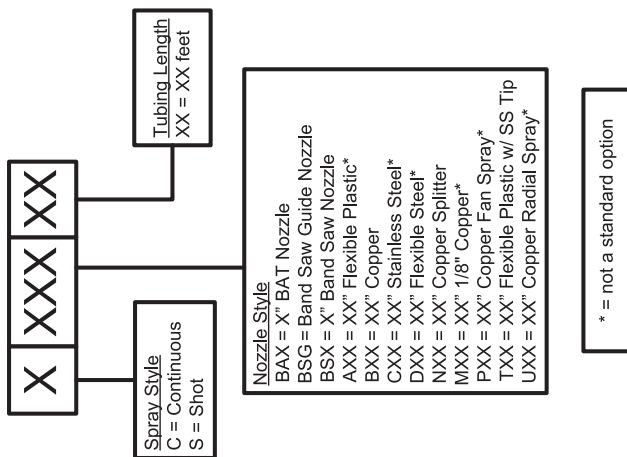 X XXX XX
Spray Style
C = Continuous
S = Shot
Tubing Length
XX = XX feet
Nozzle Style
BAX = X" BAT Nozzle
BSG = Band Saw Guide Nozzle
BSX = X" Band Saw Nozzle
AXX = XX" Flexible Plastic*
BXX = XX" Copper
CXX = XX" Stainless Steel*
DXX = XX" Flexible Steel*
NXX = XX" Copper Splitter
MXX = XX" 1/8" Copper*
PXX = XX" Copper Fan Spray*
TXX = XX" Flexible Plastic w/ SS Tip
UXX = XX" Copper Radial Spray*
* = not a standard option